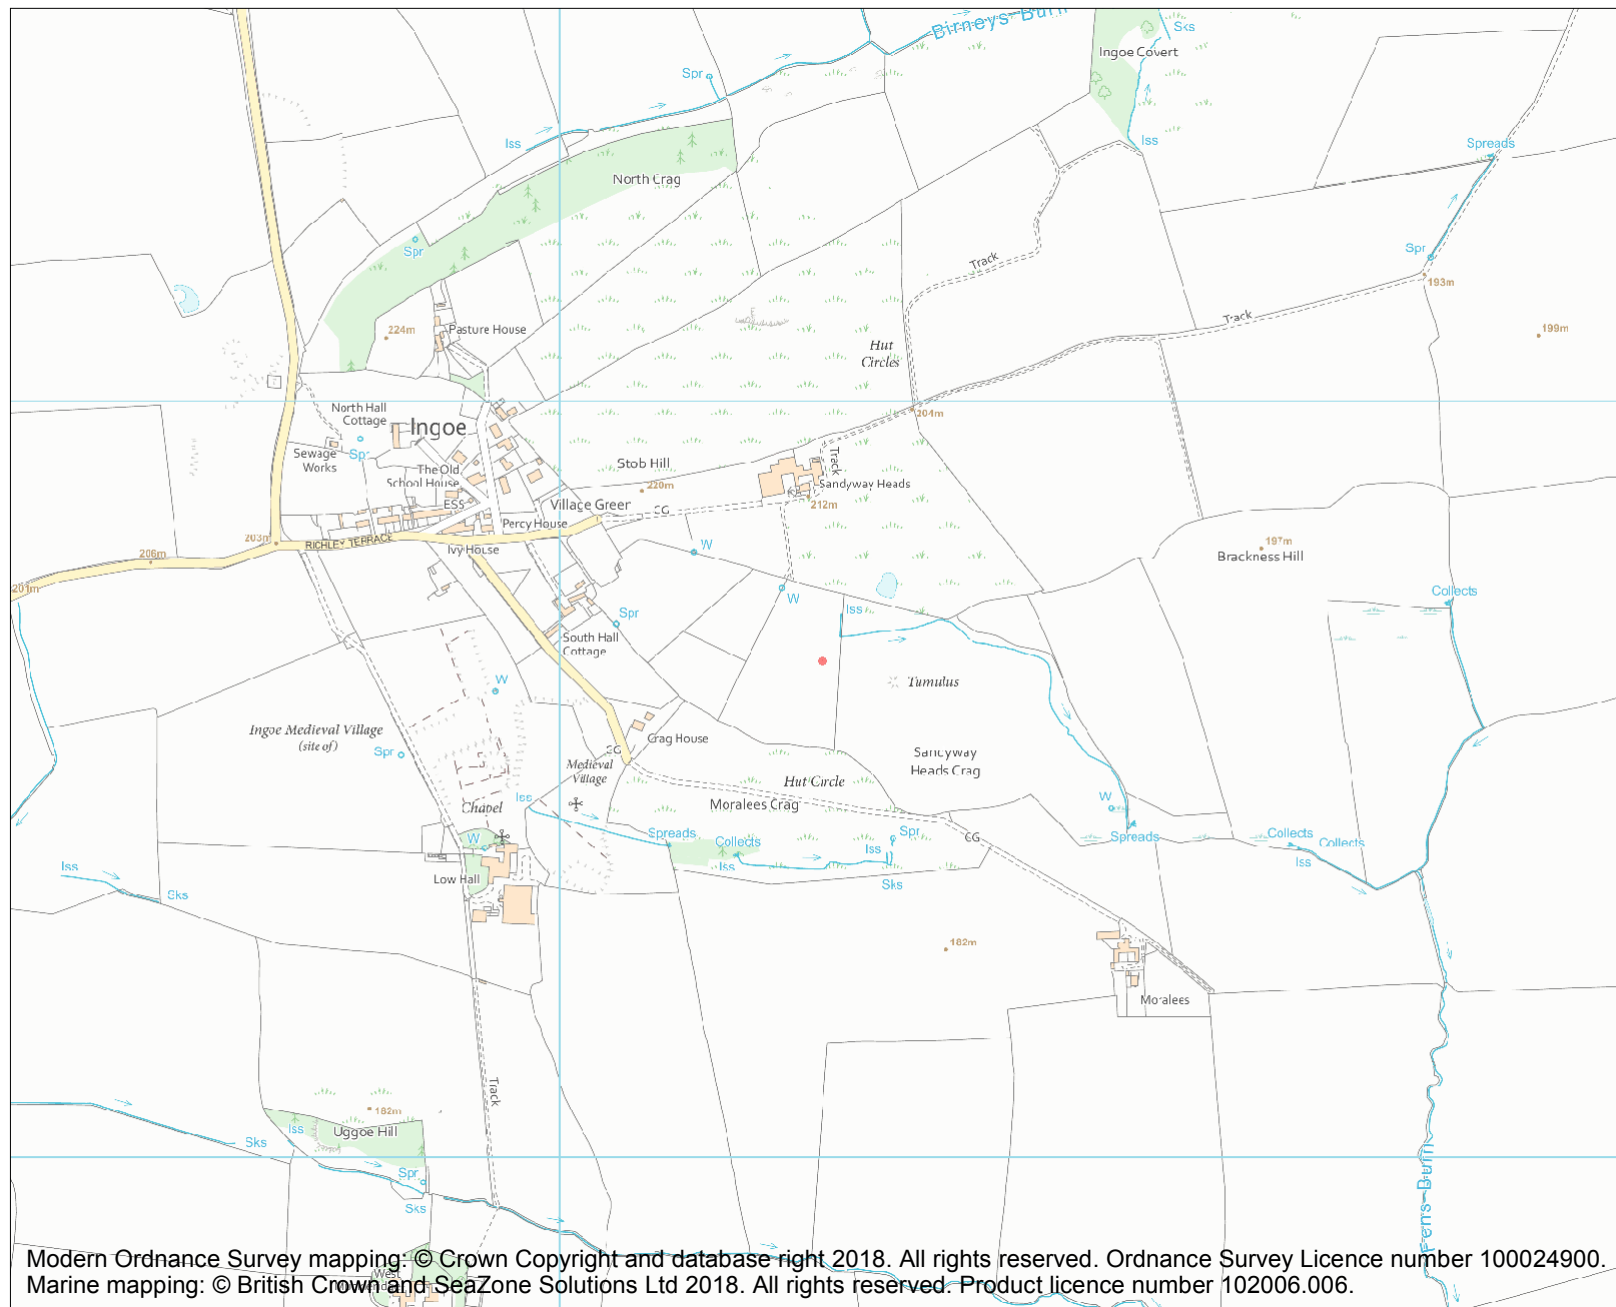 Birneys Burn
Sks
Ingoe Covert
Spr
Iss
Iss
Spreads
North Crag
Spr
Spr
Track
193m
Track
199m
224m
Pasture House
Hut
Circles
204m
North Hall
Cottage
Ingoe
Sewage
Works
Spr
The Old
School House
Stob Hill
Track
Sandyway Heads
220m
212m
ESS
Village Green
CG
Percy House
203m
RICHLEY TERRACE
Ivy House
206m
W
197m
Brackness Hill
201m
W
Iss
Collects
Spr
South Hall
Cottage
W
Tumulus
Ingoe Medieval Village
(site of)
Spr
CG
Crag House
Medieval
Village
Sandyway
Heads Crag
Hut Circle
Moralees Crag
Chapel
Iss
W
W
Spreads
Collects
Iss
Spr
Iss
CG
Spreads
Collects
Collects
Iss
Iss
Sks
Low Hall
Sks
182m
Moralees
Track
182m
Iss
Uggoe Hill
Sks
Spr
Sks
Fens Burn
West
Modern Ordnance Survey mapping: © Crown Copyright and database right 2018. All rights reserved. Ordnance Survey Licence number 100024900.
Marine mapping: © British Crown and SeaZone Solutions Ltd 2018. All rights reserved. Product licence number 102006.006.